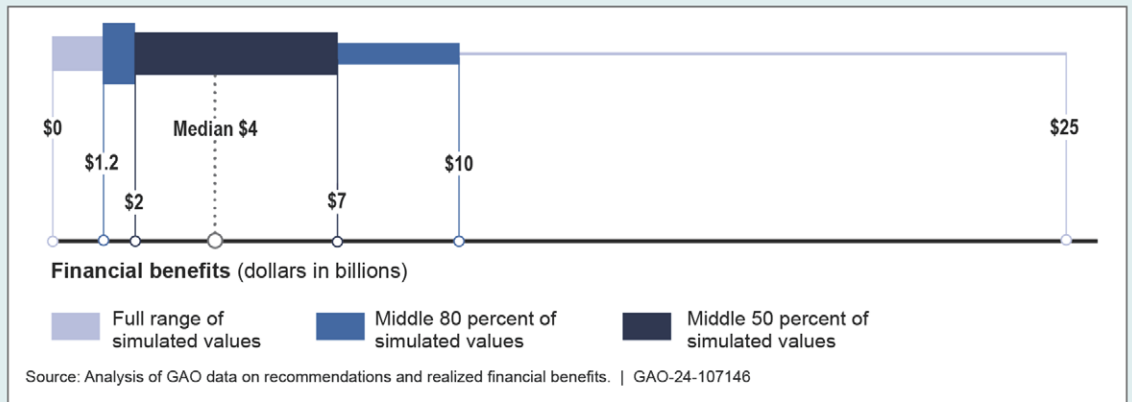 $0
Median $4
$25
$1.2
$10
$2
$7
Financial benefits (dollars in billions)
Full range of
simulated values
Middle 80 percent of
simulated values
Middle 50 percent of
simulated values
Source: Analysis of GAO data on recommendations and realized financial benefits. | GAO-24-107146